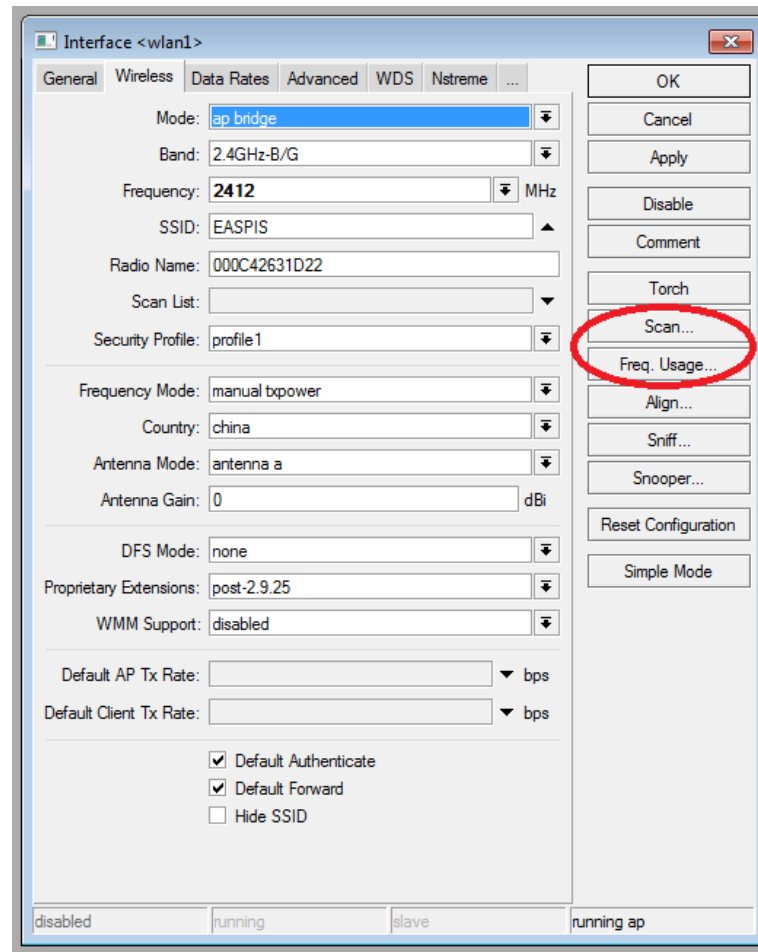 Interface <wlan1>
General Wireless Data Rates Advanced WDS Nstreme ...
Mode: ap bridge
Band: 2.4GHz-B/G
Frequency: 2412 MHz
SSID: EASPIS
Radio Name: 000C42631D22
Scan List:
Security Profile: profile1
Frequency Mode: manual txpower
Country: china
Antenna Mode: antenna a
Antenna Gain: 0 dBi
DFS Mode: none
Proprietary Extensions: post-2.9.25
WMM Support: disabled
Default AP Tx Rate: bps
Default Client Tx Rate: bps
Default Authenticate
Default Forward
Hide SSID
OK
Cancel
Apply
Disable
Comment
Torch
Scan...
Freq. Usage...
Align...
Sniff...
Snooper...
Reset Configuration
Simple Mode
disabled running slave running ap